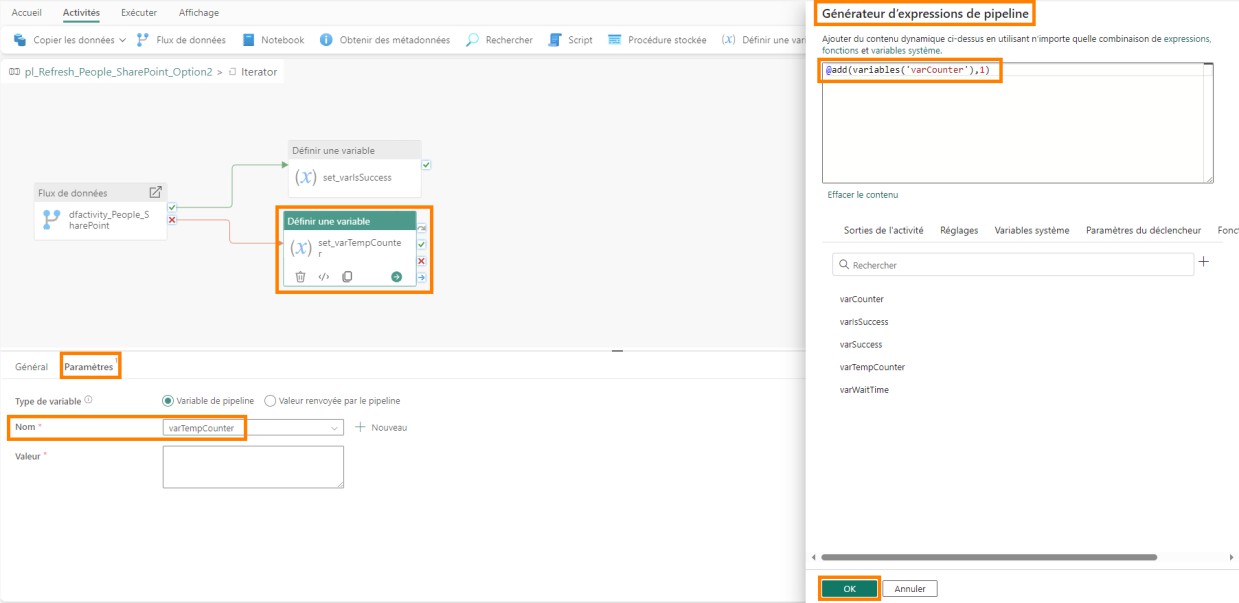 Accueil Activités Exécuter Affichage
Copier les données Flux de données Notebook Obtenir des métadonnées Rechercher Script Procédure stockée (x) Définir une vari
pl_Refresh_People_SharePoint_Option2 > Iterator
Définir une variable
(x) set_varIsSuccess
Flux de données
dfactivity_People_S
harePoint
Définir une variable
(x) set_varTempCounte
r
Général Paramètres 1
Type de variable Variable de pipeline Valeur renvoyée par le pipeline
Nom * varTempCounter Nouveau
Valeur *
Générateur d’expressions de pipeline
Ajouter du contenu dynamique ci-dessus en utilisant n’importe quelle combinaison de expressions,
fonctions et variables système.
@add(variables('varCounter'),1)
Effacer le contenu
Sorties de l’activité Réglages Variables système Paramètres du déclencheur Fonc
Rechercher
varCounter
varIsSuccess
varSuccess
varTempCounter
varWaitTime
OK Annuler